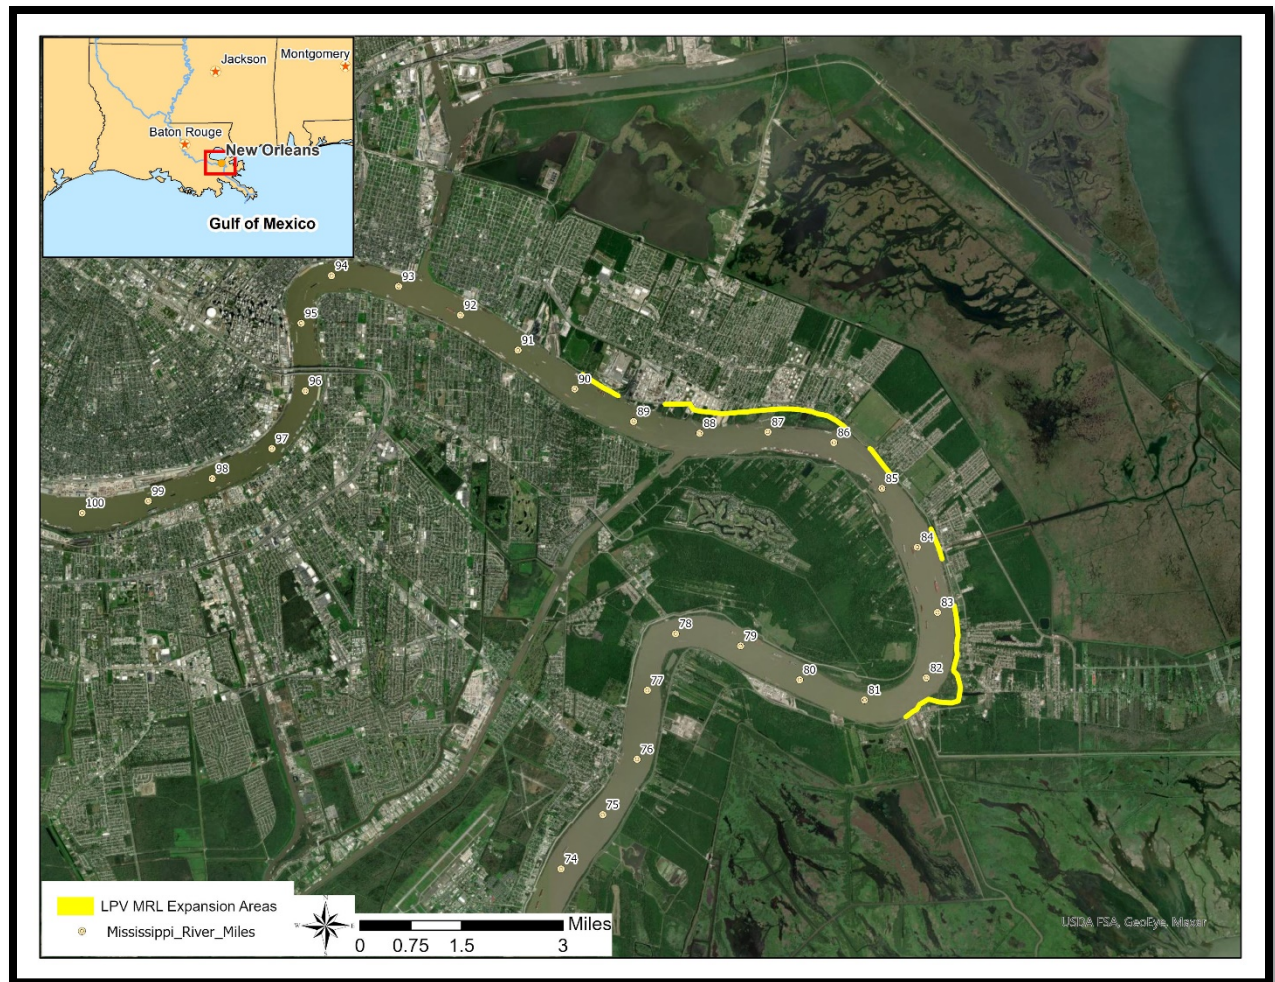 Jackson
Montgomery
Baton Rouge
New Orleans
Gulf of Mexico
94
93
92
95
91
96
90
89
88
87
86
97
98
99
100
85
84
83
82
78
79
80
81
77
76
75
74
LPV MRL Expansion Areas
Mississippi_River_Miles
N
W
E
S
Miles
0 0.75 1.5 3
USDA FSA, GeoEye, Maxar